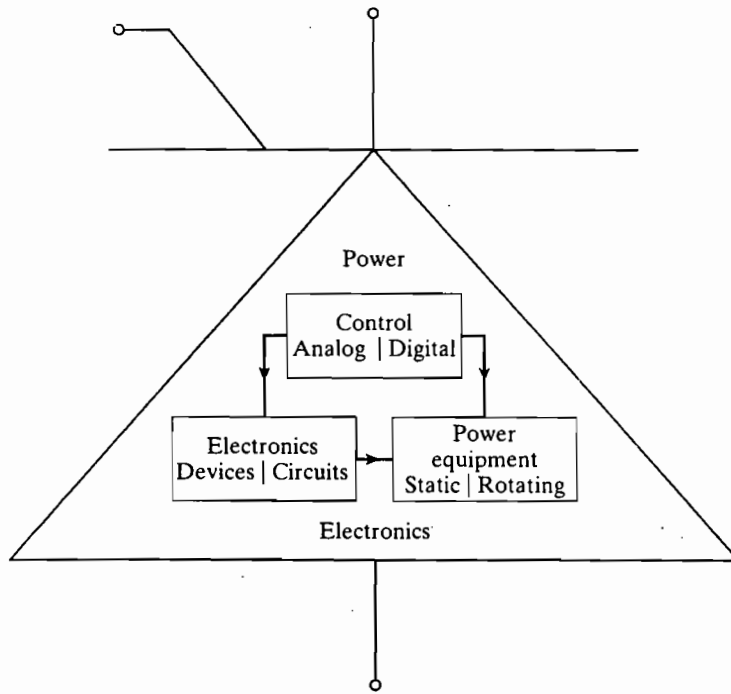 Power
Control
Analog | Digital
Electronics
Devices | Circuits
Power
equipment
Static | Rotating
Electronics